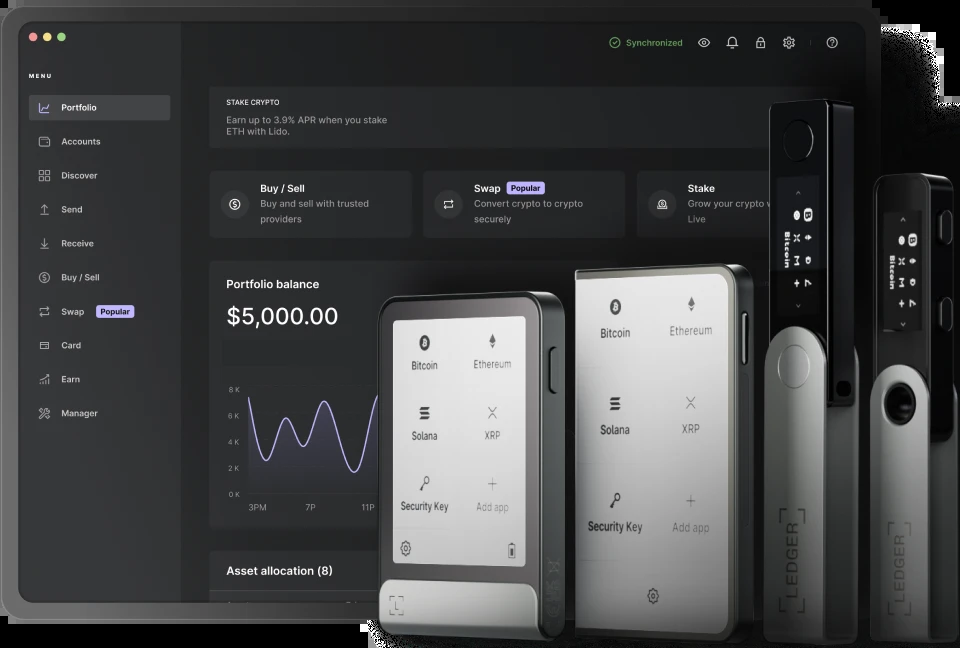 Synchronized
MENU
Portfolio
Accounts
Discover
Send
Receive
Buy / Sell
Swap Popular
Card
Earn
Manager
STAKE CRYPTO
Earn up to 3.9% APR when you stake
ETH with Lido.
Buy / Sell
Buy and sell with trusted
providers
Swap Popular
Convert crypto to crypto
securely
Stake
Grow your crypto
Live
Portfolio balance
$5,000.00
8 K
6 K
4 K
2 K
0 K
3PM 7P 11P
Asset allocation (8)
Bitcoin Ethereum
Solana XRP
Security Key Add app
Bitcoin Ethereum
Solana XRP
Security Key Add app
Bitcoin
LEDGER
Bitcoin
LEDGER